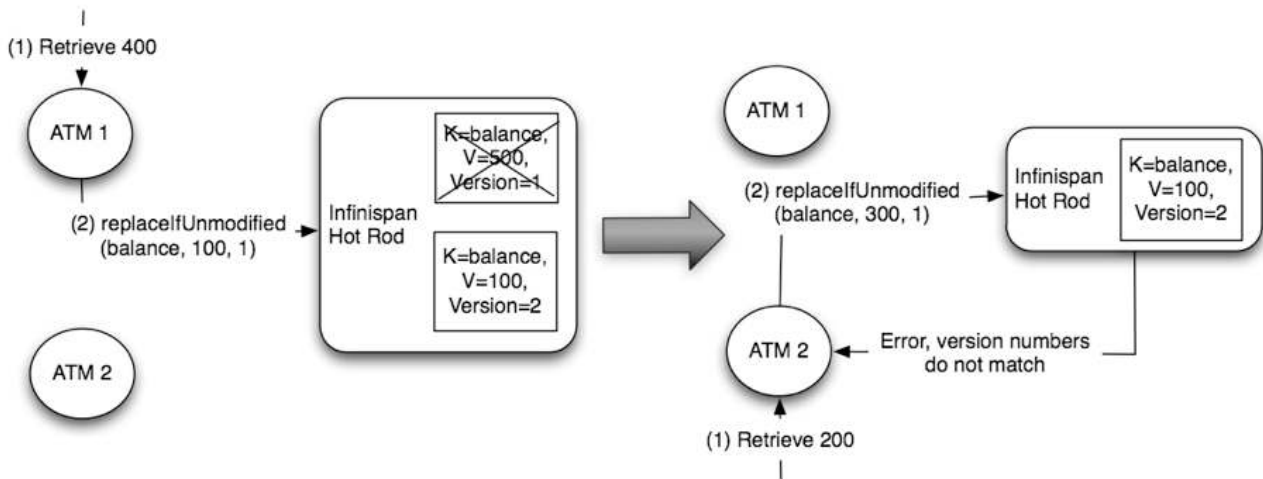 (1) Retrieve 400
ATM 1
(2) replaceIfUnmodified
(balance, 100, 1)
Infinispan
Hot Rod
K=balance,
V=500,
Version=1
K=balance,
V=100,
Version=2
ATM 2
ATM 1
(2) replaceIfUnmodified
(balance, 300, 1)
Infinispan
Hot Rod
K=balance,
V=100,
Version=2
ATM 2
Error, version numbers
do not match
(1) Retrieve 200